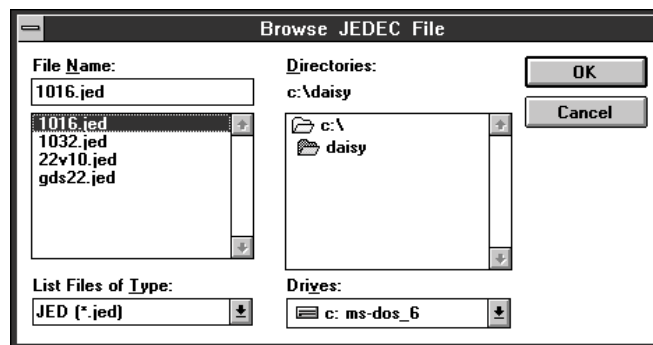 Browse JEDEC File
File Name:
1016.jed
1016.jed
1032.jed
22v10.jed
gds22.jed
List Files of Type:
JED (*.jed)
Directories:
c:\daisy
c:\
daisy
Drives:
c: ms-dos_6
OK
Cancel